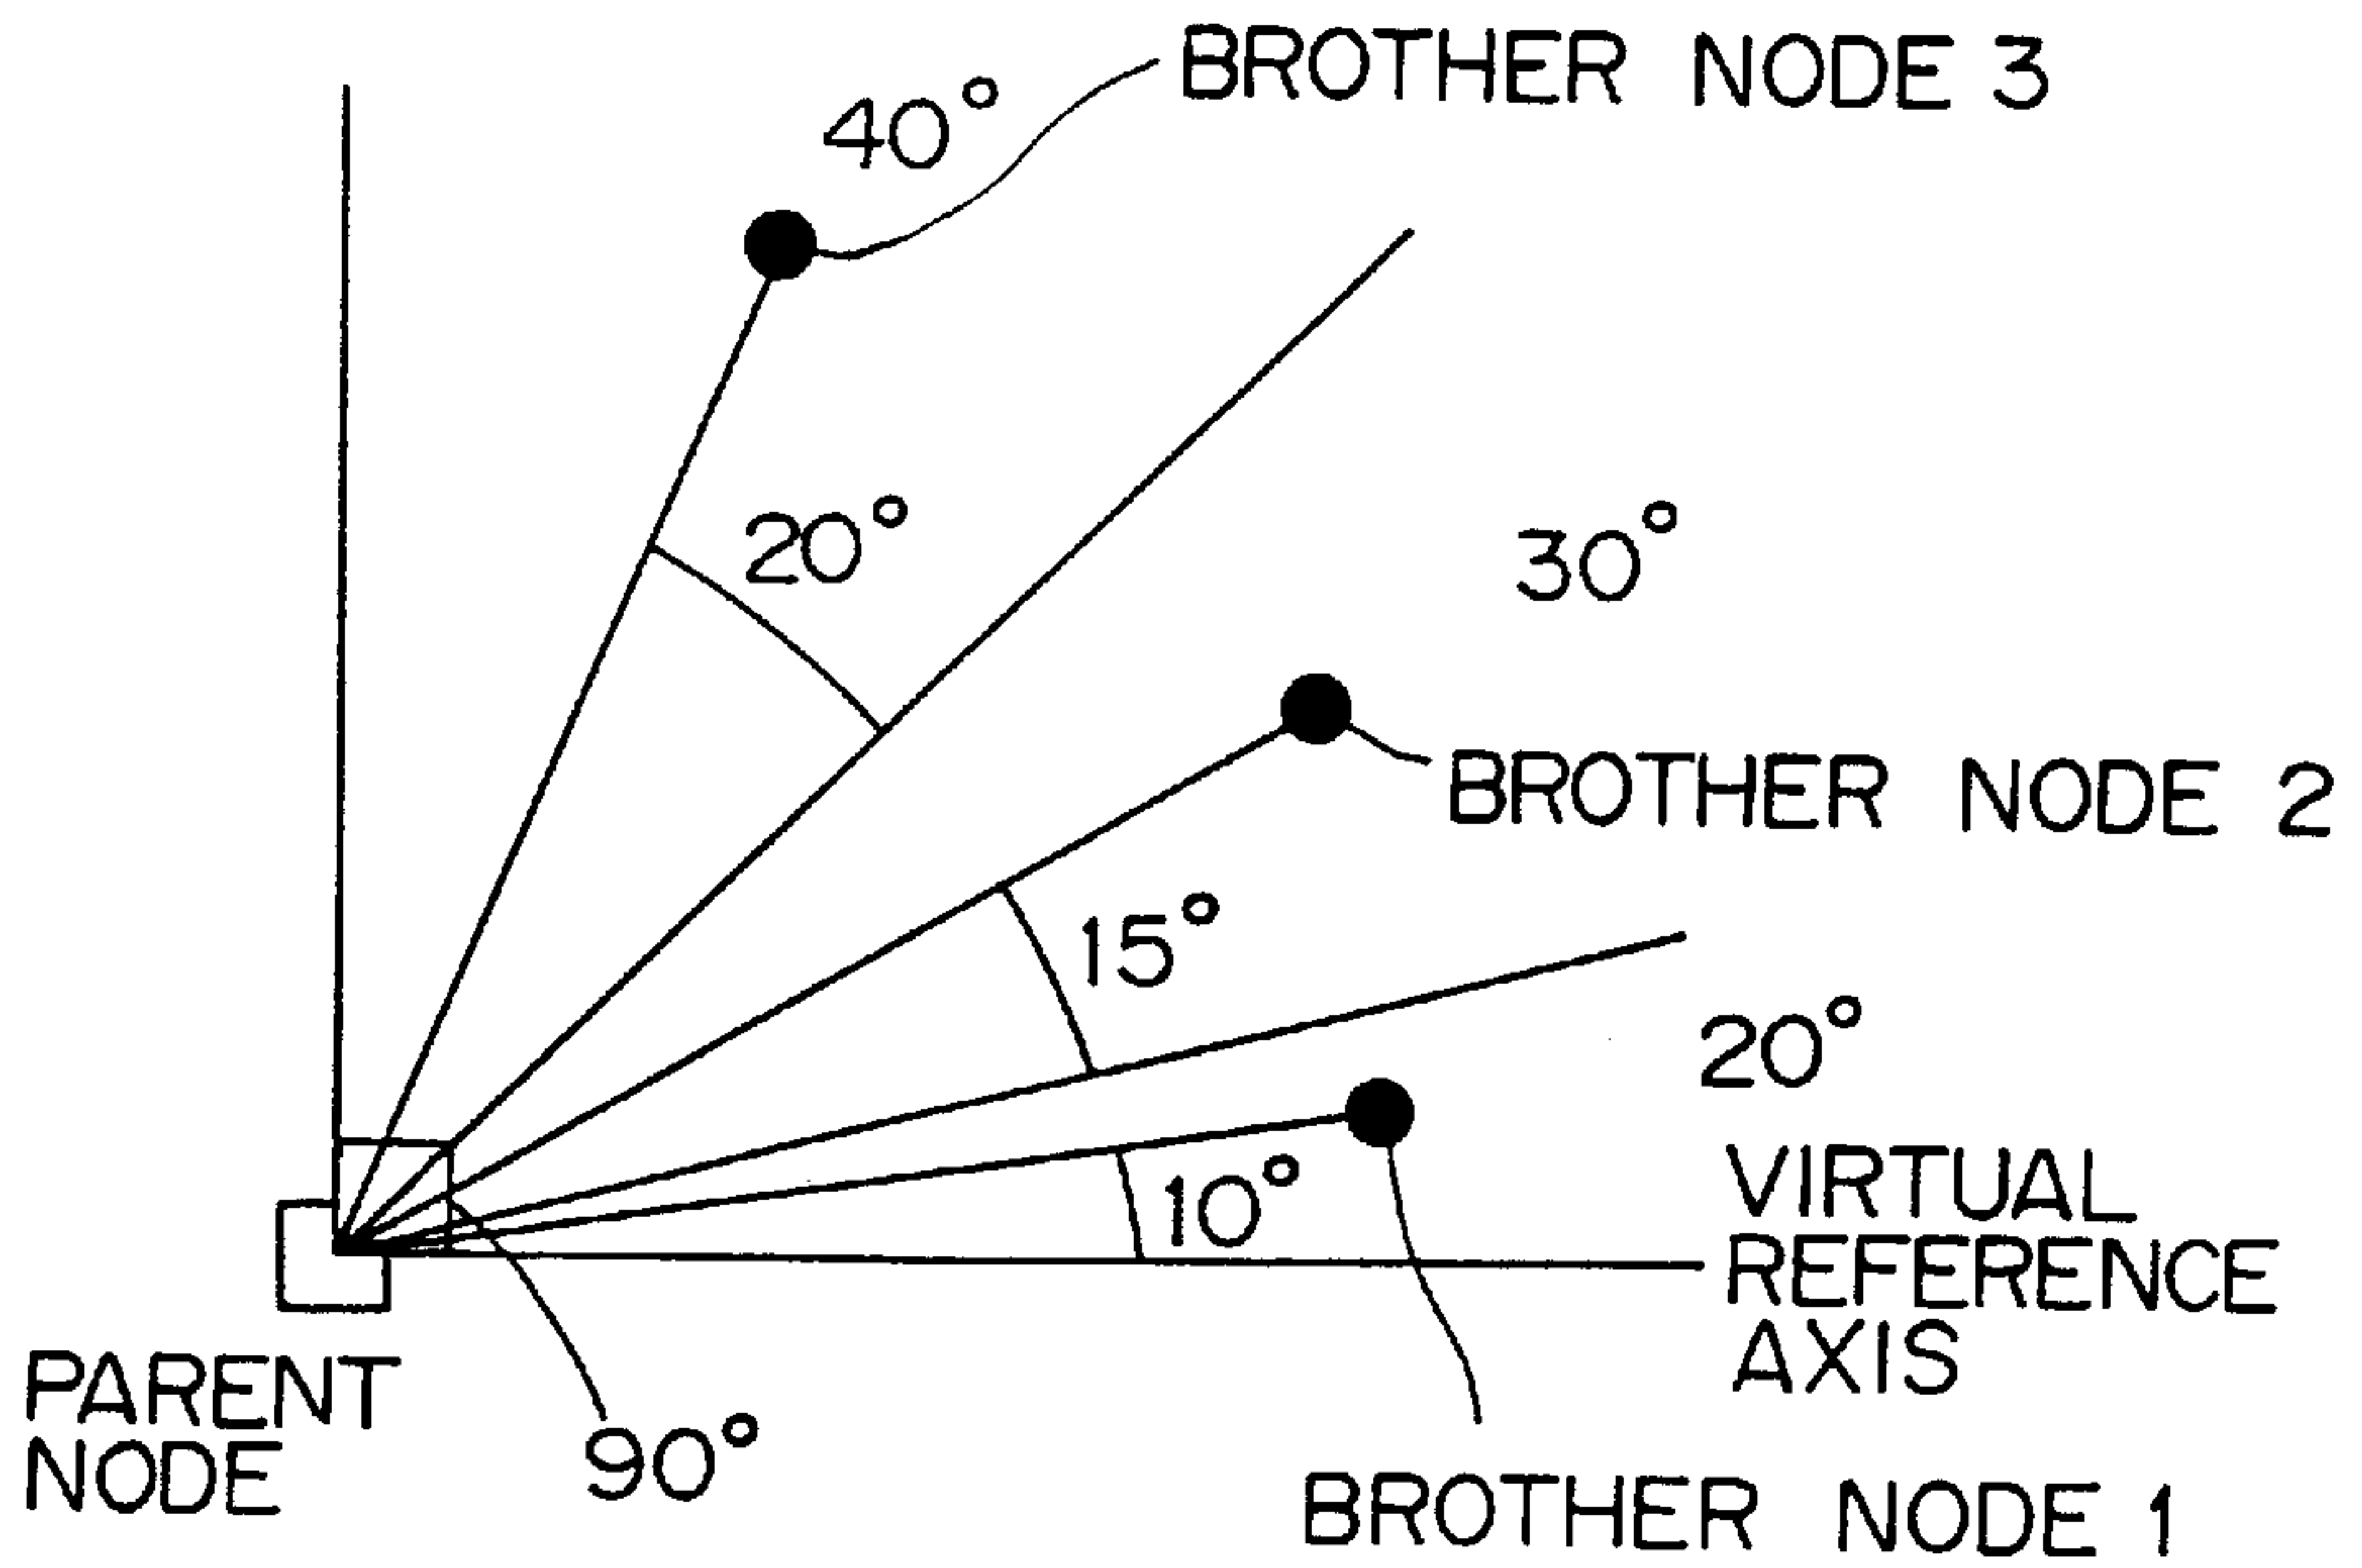 BROTHER NODE 3
40°
20°
30°
BROTHER NODE 2
15°
20°
10°
VIRTUAL
REFERENCE
AXIS
PARENT
NODE
90°
BROTHER NODE 1